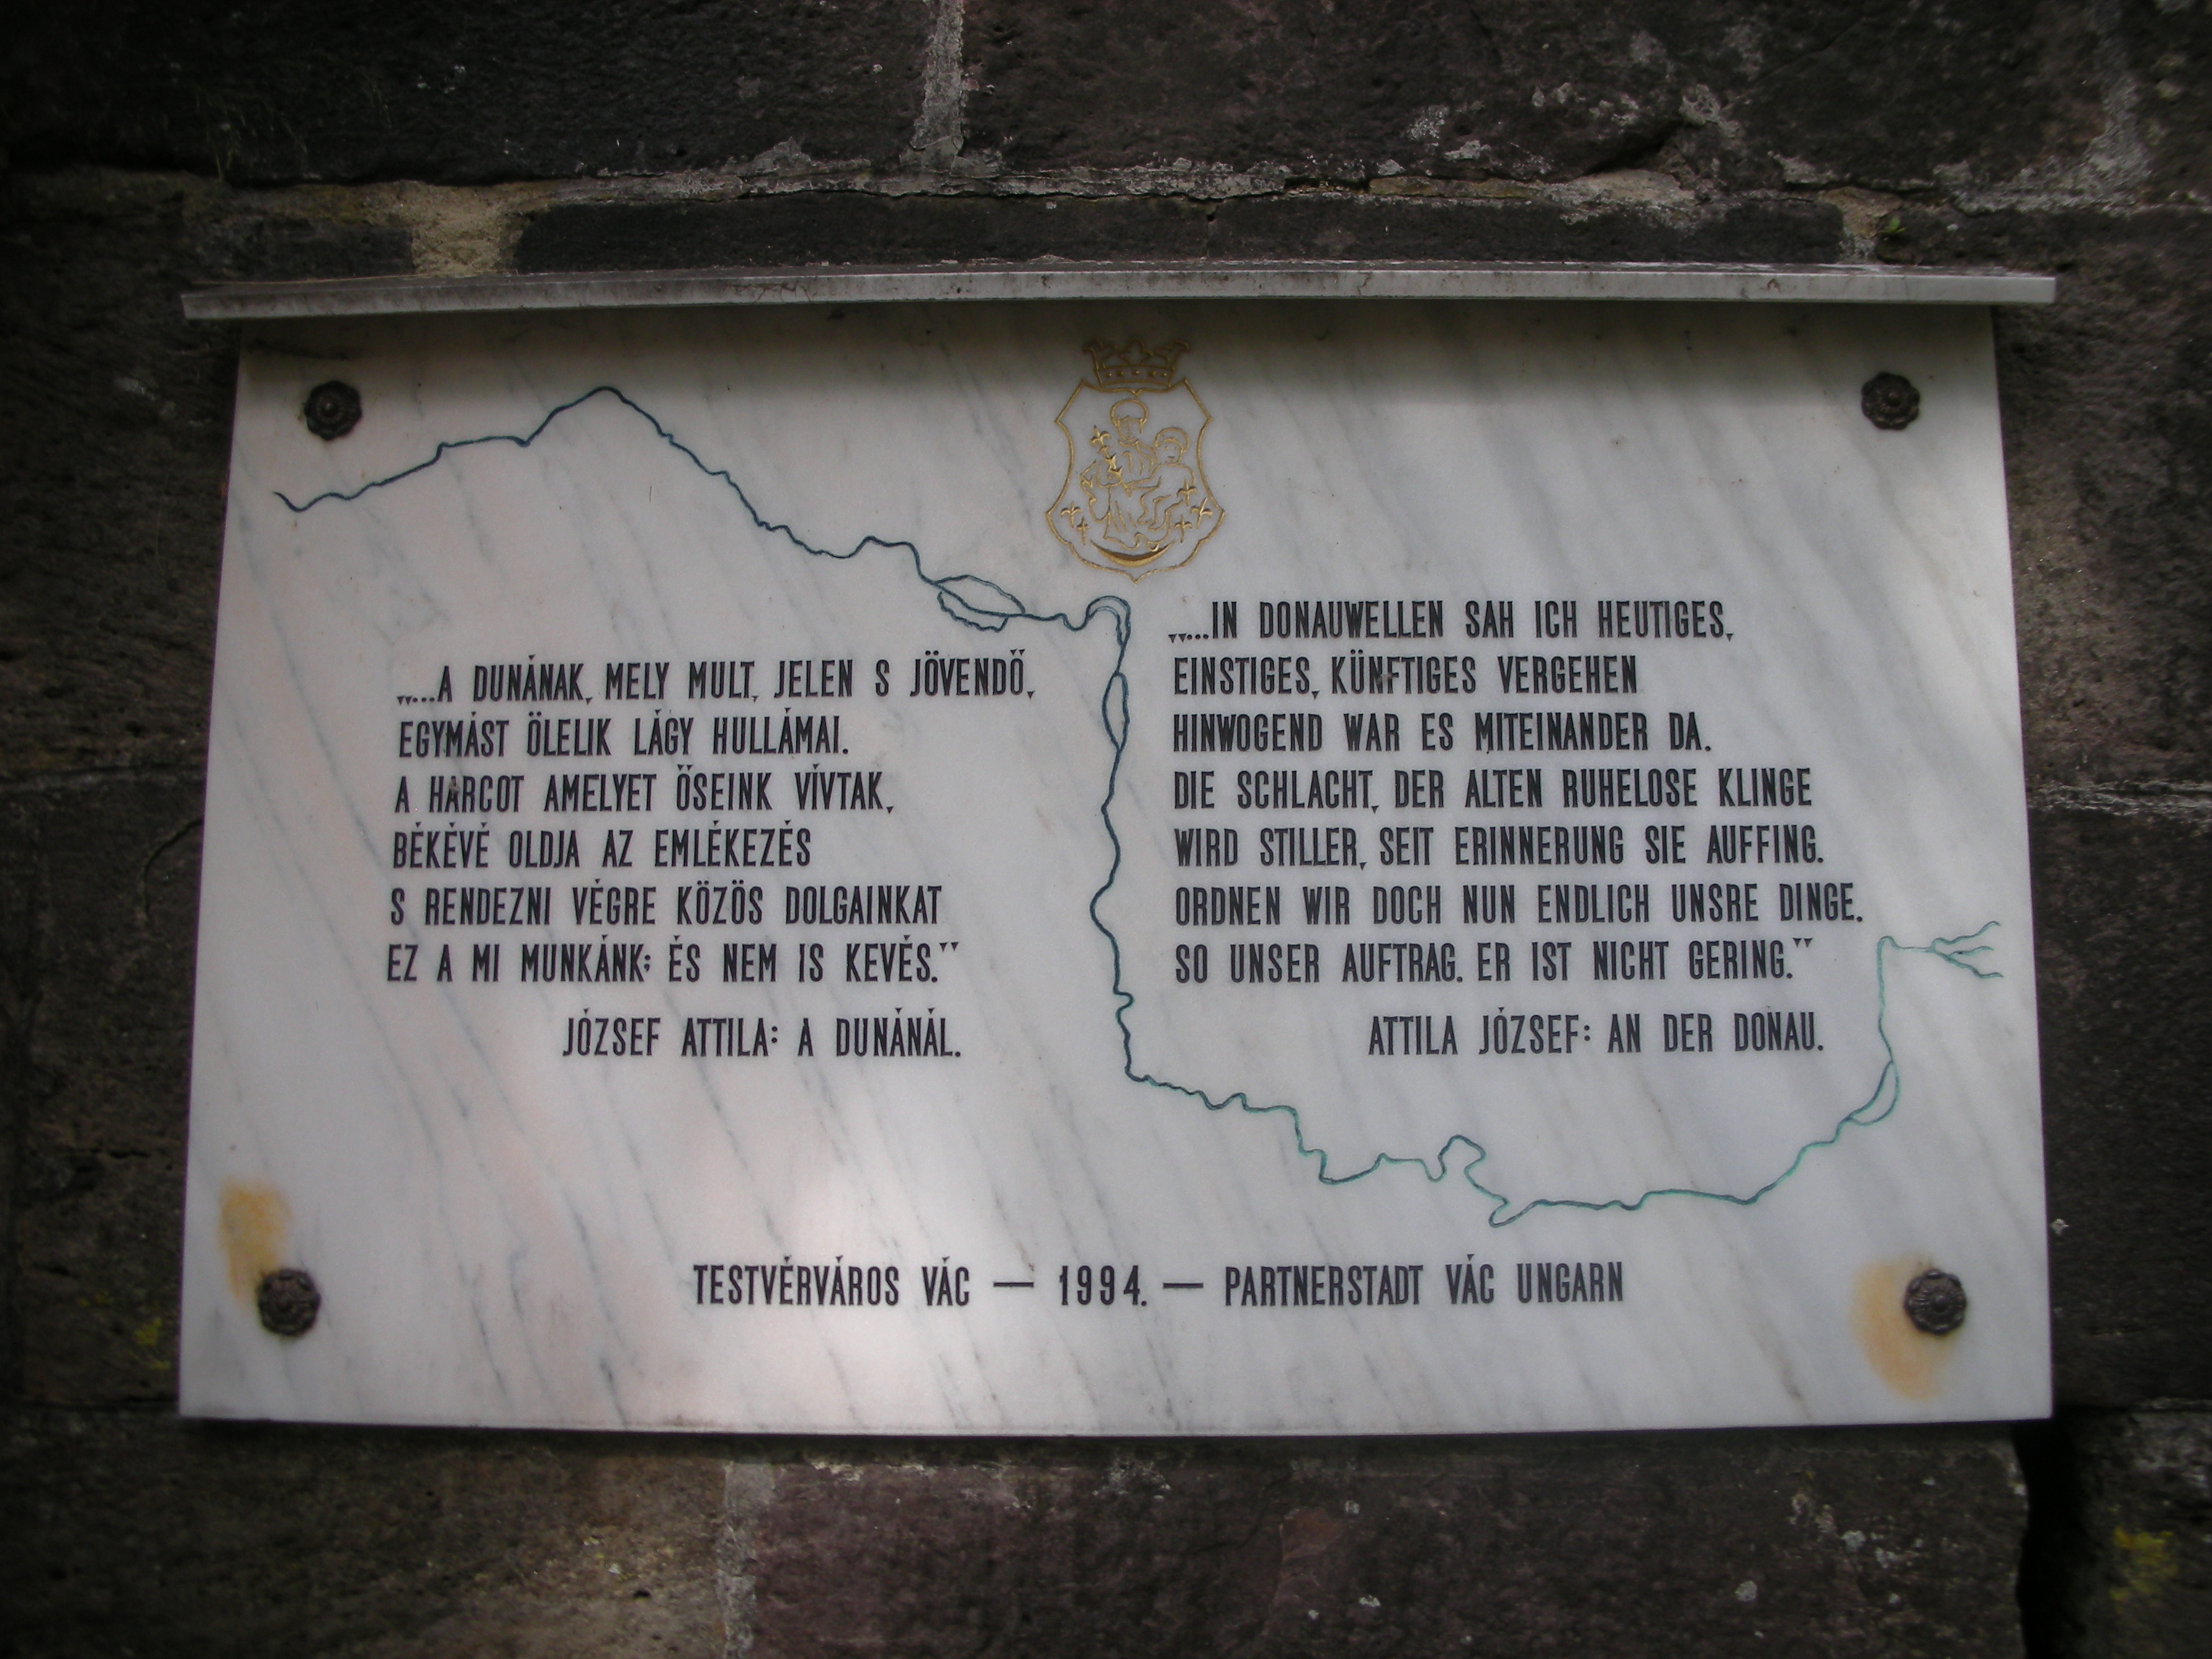 „...A DUNÁNAK, MELY MULT, JELEN S JÖVENDŐ,
EGYMÁST ÖLELIK LÁGY HULLÁMAI.
A HARCOT AMELYET ŐSEINK VÍVTAK,
BÉKÉVÉ OLDJA AZ EMLÉKEZÉS
S RENDEZNI VÉGRE KÖZÖS DOLGAINKAT
EZ A MI MUNKÁNK; ÉS NEM IS KEVÉS.”
JÓZSEF ATTILA: A DUNÁNÁL.
„...IN DONAUWELLEN SAH ICH HEUTIGES,
EINSTIGES, KÜNFTIGES VERGEHEN
HINWOGEND WAR ES MITEINANDER DA.
DIE SCHLACHT, DER ALTEN RUHELOSE KLINGE
WIRD STILLER, SEIT ERINNERUNG SIE AUFFING.
ORDNEN WIR DOCH NUN ENDLICH UNSRE DINGE.
SO UNSER AUFTRAG. ER IST NICHT GERING.”
ATTILA JÓZSEF: AN DER DONAU.
TESTVÉRVÁROS VÁC — 1994. — PARTNERSTADT VÁC UNGARN